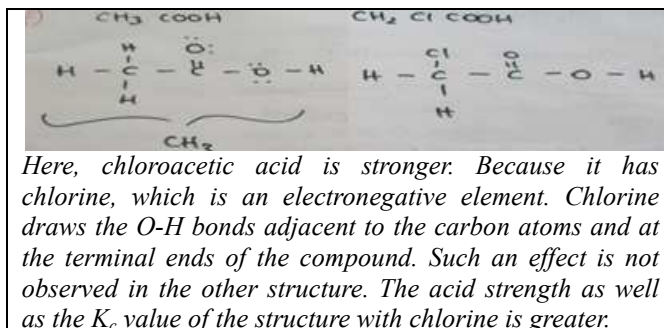 CH₃ COOH
CH₂ Cl COOH
H Ö: Cl O
H – C – C – Ö – H H – C – C – O – H
H H
CH₂
Here, chloroacetic acid is stronger. Because it has
chlorine, which is an electronegative element. Chlorine
draws the O-H bonds adjacent to the carbon atoms and at
the terminal ends of the compound. Such an effect is not
observed in the other structure. The acid strength as well
as the K꜀ value of the structure with chlorine is greater.